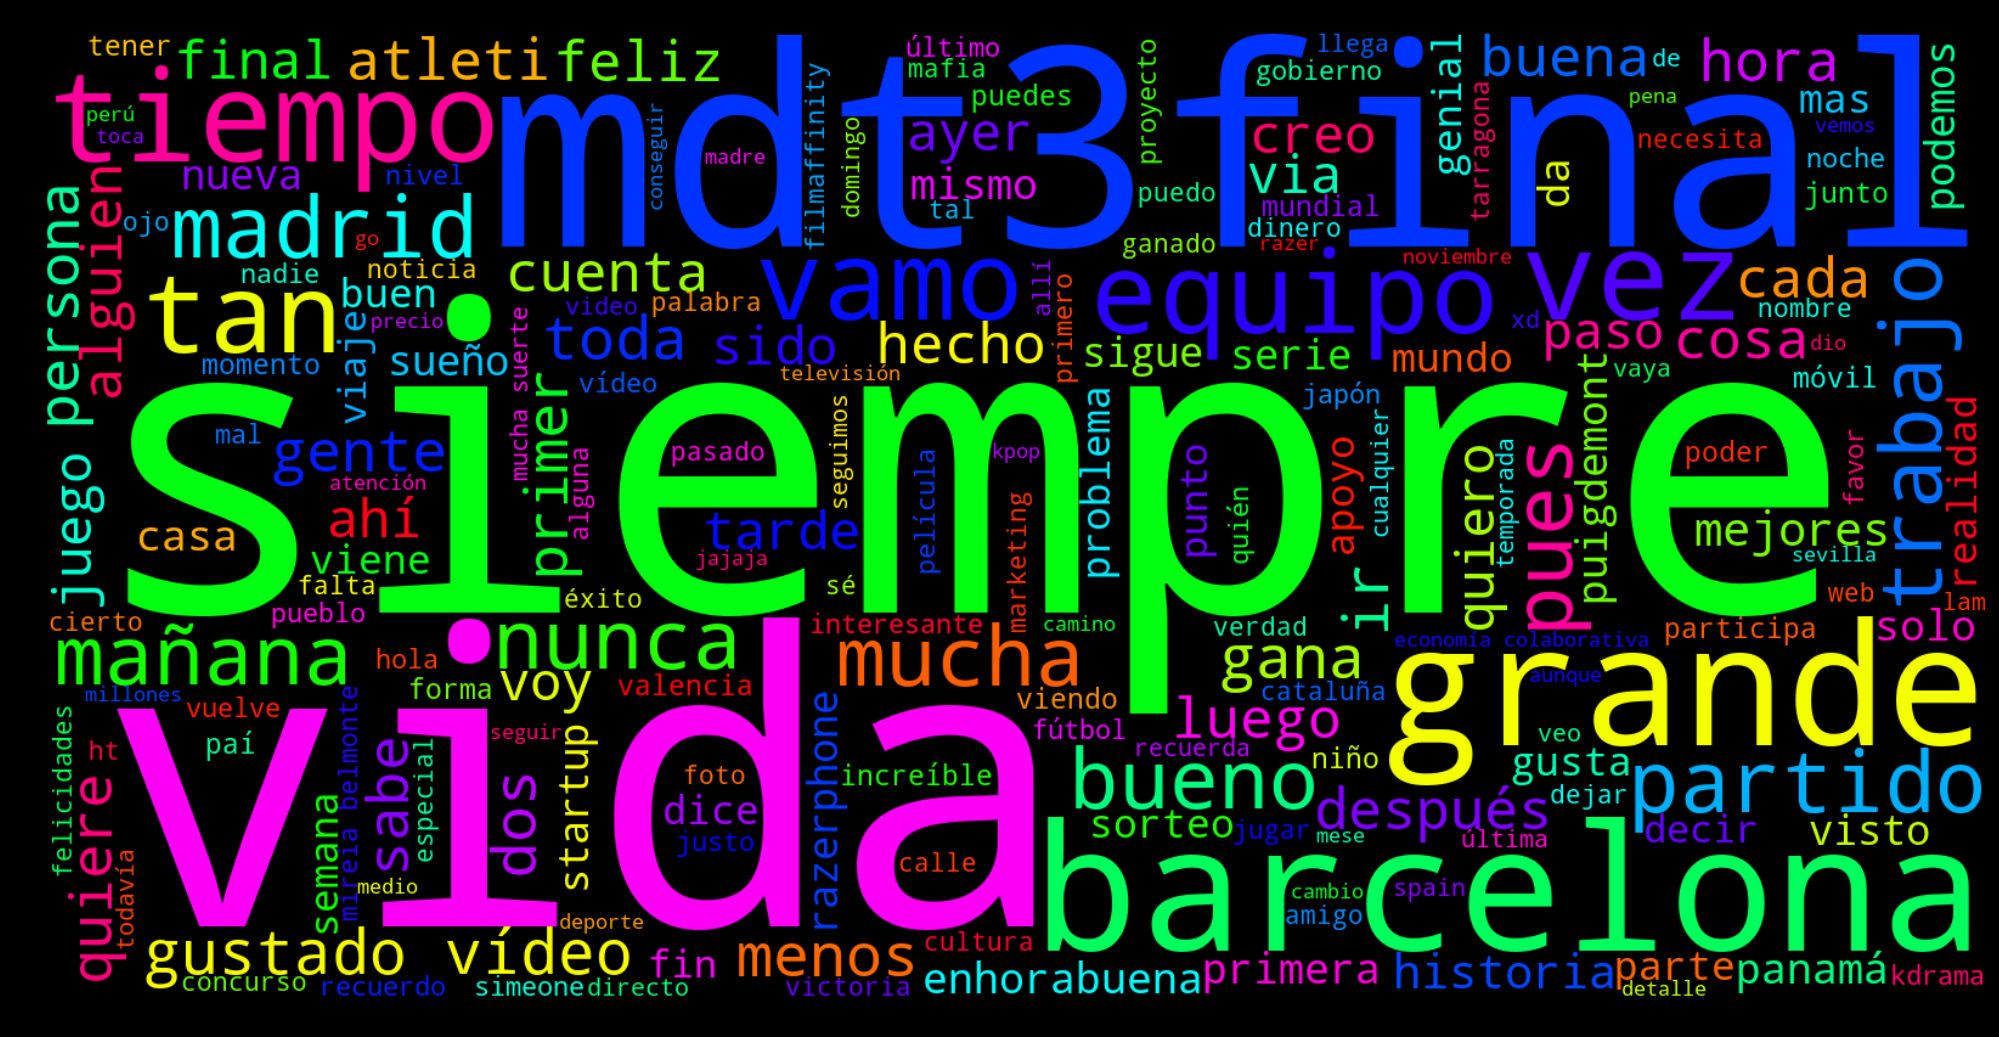 tener
final
atleti
feliz
último
mafia
llega
gobierno
buena
de
hora
perú
toca
tiempo
mdt3final
puedes
proyecto
genial
pena
mas
podemos
conseguir
madre
filmaffinity
domingo
ayer
mismo
tal
puedo
creo
via
mundial
dinero
tarragona
necesita
da
vemos
noche
junto
nueva
nivel
alguien
persona
ojo
madrid
go
ganado
razer
noviembre
nadie
noticia
cuenta
vamo
allí
equipo
vez
cada
tan
buen
precio
video
palabra
primero
xd
nombre
trabajo
viaje
toda
sido
hecho
sigue
serie
mundo
paso
cosa
dio
momento
sueño
mucha suerte
vídeo
televisión
japón
vaya
móvil
siempre
mal
gente
primer
alguna
pasado
seguimos
película
kpop
problema
punto
quién
apoyo
cualquier
quiero
temporada
pues
puigdemont
poder
favor
realidad
juego
atención
casa
ahí
tarde
marketing
mejores
sevilla
viene
jajaja
falta
éxito
sé
ir
web
lam
cierto
pueblo
interesante
camino
verdad
economía colaborativa
participa
solo
mañana
nunca
mucha
gana
grande
hola
forma
voy
valencia
viendo
cataluña
aunque
millones
vuelve
vida
felicidades
ht
paí
mireia belmonte
sabe
especial
seguir
dos
startup
foto
dice
justo
razerphone
increíble
fútbol
luego
recuerda
niño
veo
gusta
partido
bueno
dejar
quiere
todavía
semana
medio
calle
sorteo
jugar
después
mese
última
decir
visto
barcelona
cambio
amigo
spain
deporte
gustado
vídeo
fin
menos
cultura
concurso
recuerdo
simeone
directo
victoria
enhorabuena
primera
historia
parte
detalle
panamá
kdrama